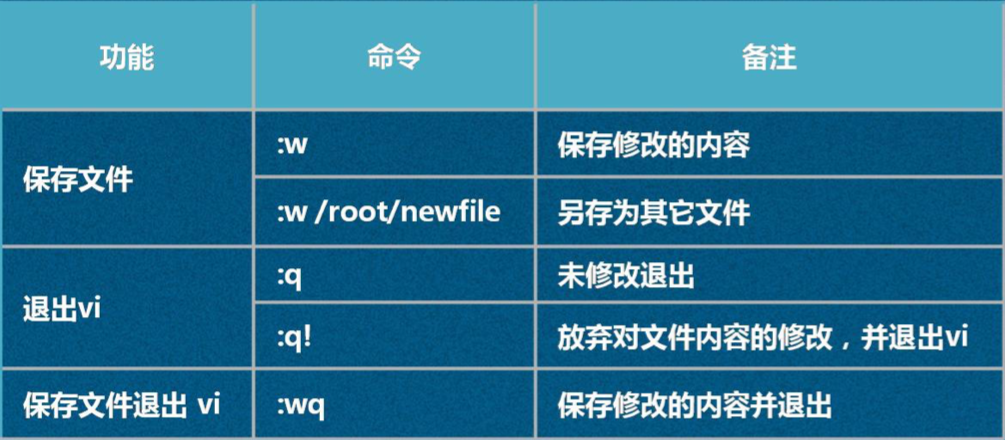 功能 命令 备注
保存文件 :w 保存修改的内容
:w /root/newfile 另存为其它文件
退出vi :q 未修改退出
:q! 放弃对文件内容的修改，并退出vi
保存文件退出 vi :wq 保存修改的内容并退出